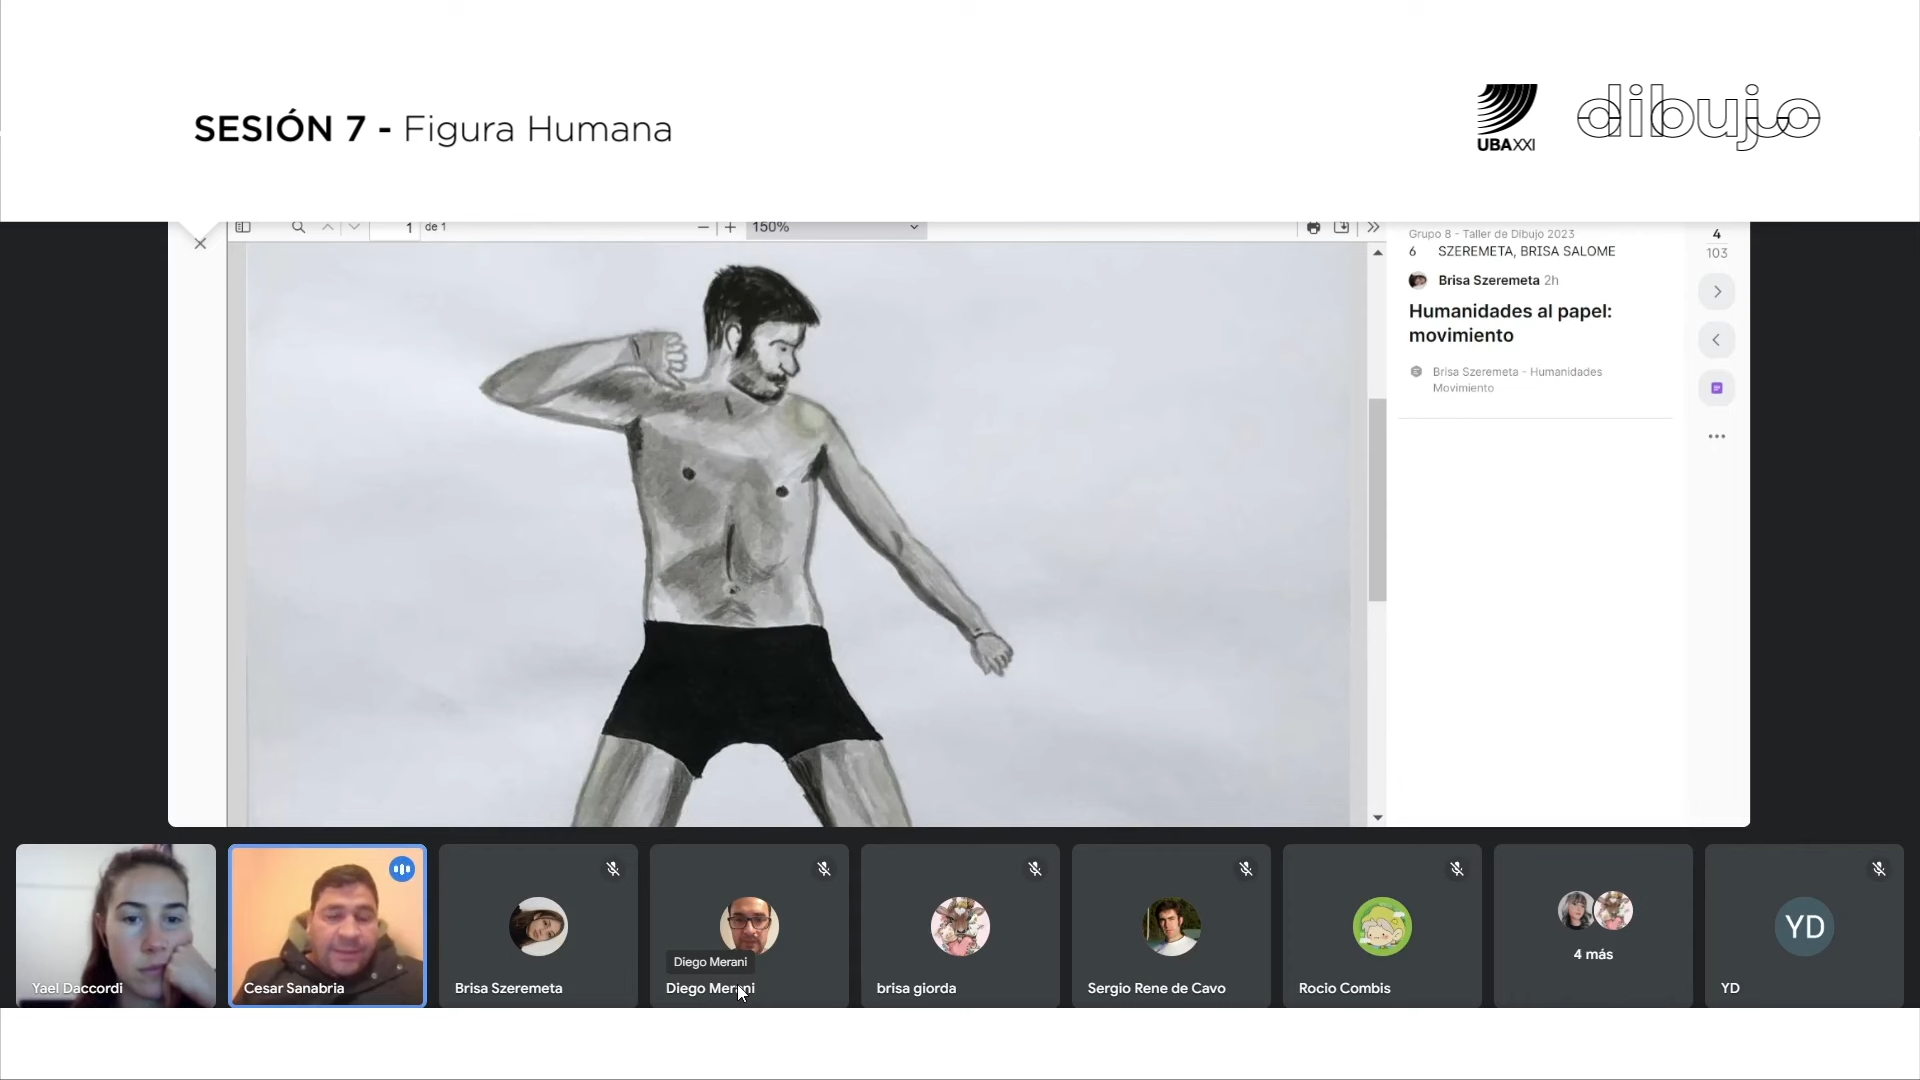 SESIÓN 7 - Figura Humana
UBAXXI
dibujo
1 de 1
150%
Grupo 8 - Taller de Dibujo 2023
6 SZEREMETA, BRISA SALOME
4
103
Brisa Szeremeta 2h
Humanidades al papel:
movimiento
Brisa Szeremeta - Humanidades
Movimiento
Diego Merani
Yael Daccordi
Cesar Sanabria
Brisa Szeremeta
Diego Merani
brisa giorda
Sergio Rene de Cavo
Rocio Combis
4 más
YD
YD